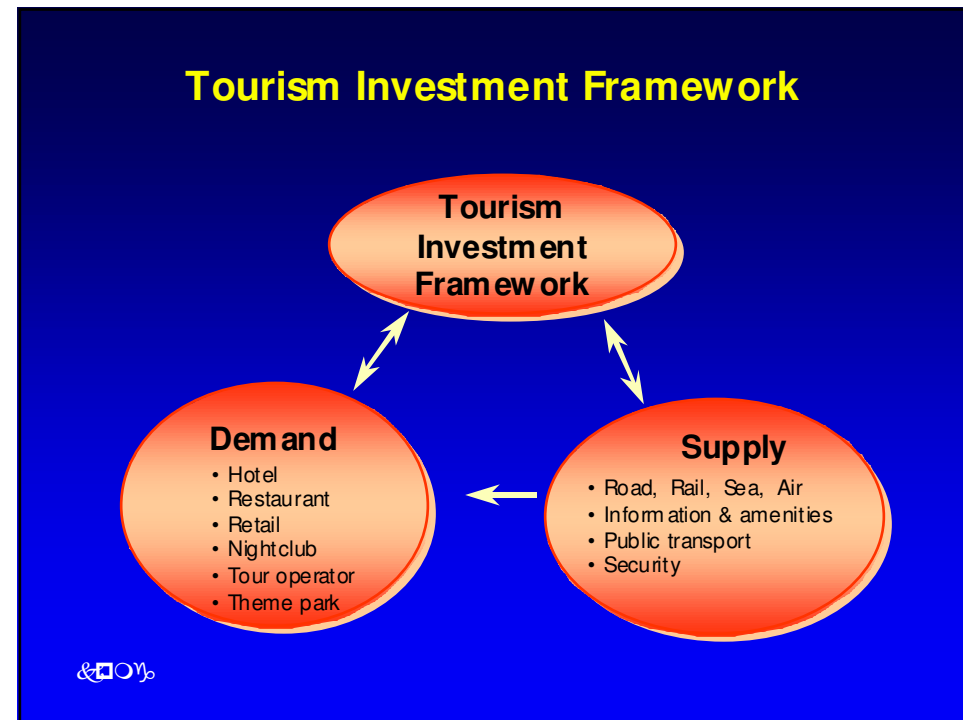 Tourism Investment Framework
Tourism
Investment
Framework
Demand
• Hotel
• Restaurant
• Retail
• Nightclub
• Tour operator
• Theme park
Supply
• Road, Rail, Sea, Air
• Information & amenities
• Public transport
• Security